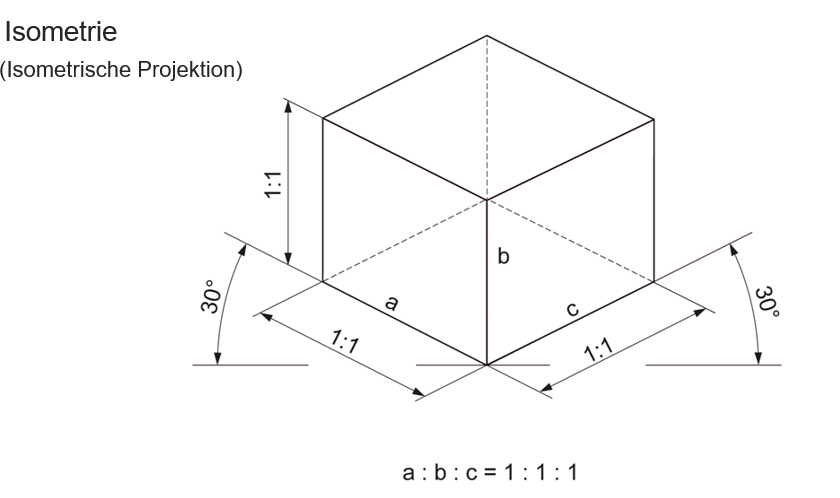 Isometrie
(Isometrische Projektion)
1:1
b
30°
a
c
30°
1:1
1:1
a : b : c = 1 : 1 : 1